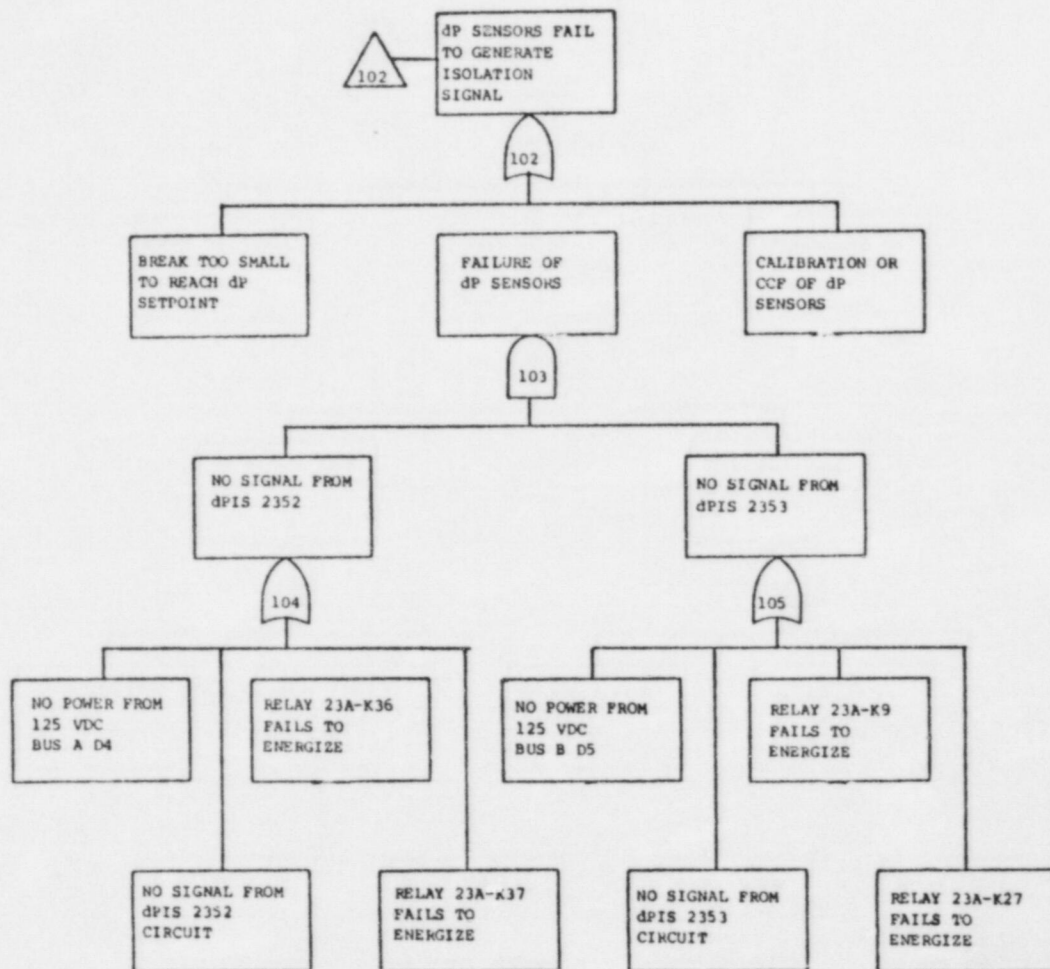 102
dP SENSORS FAIL
TO GENERATE
ISOLATION
SIGNAL
102
BREAK TOO SMALL
TO REACH dP
SETPOINT
FAILURE OF
dP SENSORS
CALIBRATION OR
CCF OF dP
SENSORS
103
NO SIGNAL FROM
dPIS 2352
NO SIGNAL FROM
dPIS 2353
104
105
NO POWER FROM
125 VDC
BUS A D4
RELAY 23A-K36
FAILS TO
ENERGIZE
NO POWER FROM
125 VDC
BUS B D5
RELAY 23A-K9
FAILS TO
ENERGIZE
NO SIGNAL FROM
dPIS 2352
CIRCUIT
RELAY 23A-K37
FAILS TO
ENERGIZE
NO SIGNAL FROM
dPIS 2353
CIRCUIT
RELAY 23A-K27
FAILS TO
ENERGIZE